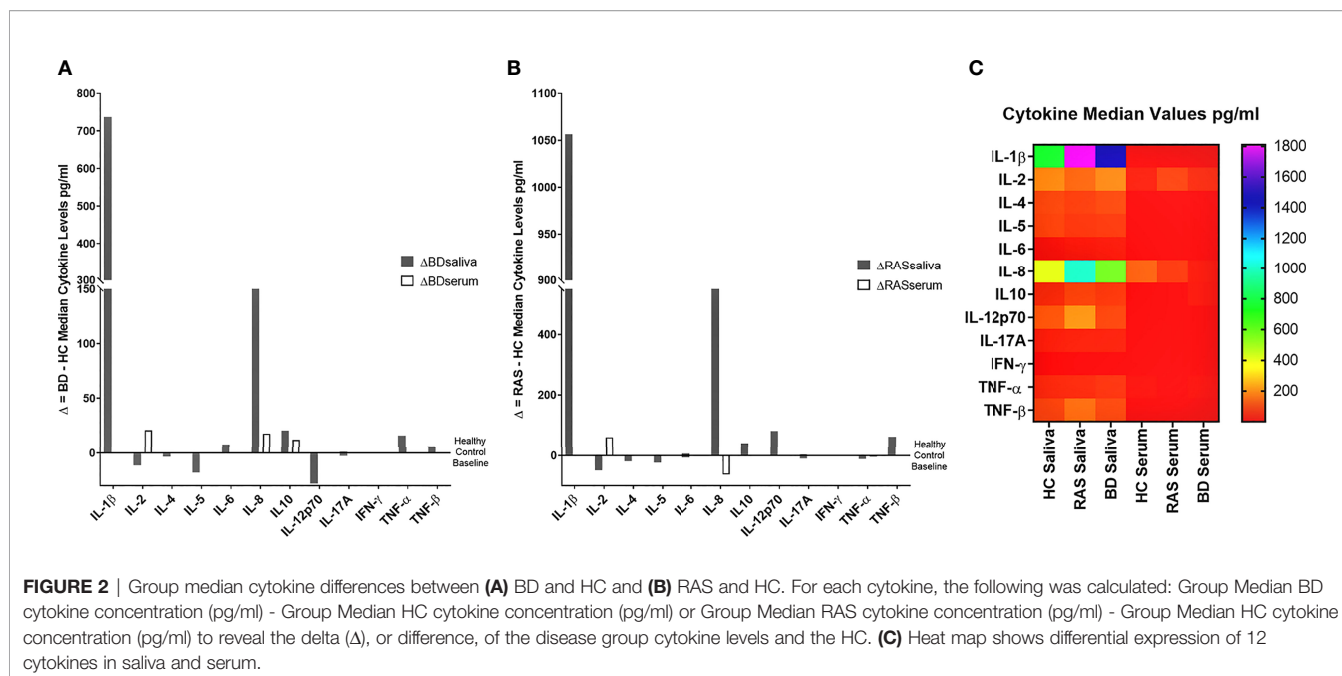 A
Δ = BD - HC Median Cytokine Levels pg/ml
800
700
600
500
400
300
150
100
50
0
ΔBDsaliva
ΔBDserum
Healthy
Control
Baseline
IL-1β
IL-2
IL-4
IL-5
IL-6
IL-8
IL10
IL-12p70
IL-17A
IFN-γ
TNF-α
TNF-β
B
Δ = RAS - HC Median Cytokine Levels pg/ml
1100
1050
1000
950
900
400
200
0
ΔRASsaliva
ΔRASserum
Healthy
Control
Baseline
IL-1β
IL-2
IL-4
IL-5
IL-6
IL-8
IL10
IL-12p70
IL-17A
IFN-γ
TNF-α
TNF-β
C
Cytokine Median Values pg/ml
IL-1β
IL-2
IL-4
IL-5
IL-6
IL-8
IL10
IL-12p70
IL-17A
IFN-γ
TNF-α
TNF-β
HC Saliva
RAS Saliva
BD Saliva
HC Serum
RAS Serum
BD Serum
1800
1600
1400
1200
1000
800
600
400
200
FIGURE 2 | Group median cytokine differences between (A) BD and HC and (B) RAS and HC. For each cytokine, the following was calculated: Group Median BD
cytokine concentration (pg/ml) - Group Median HC cytokine concentration (pg/ml) or Group Median RAS cytokine concentration (pg/ml) - Group Median HC cytokine
concentration (pg/ml) to reveal the delta (Δ), or difference, of the disease group cytokine levels and the HC. (C) Heat map shows differential expression of 12
cytokines in saliva and serum.